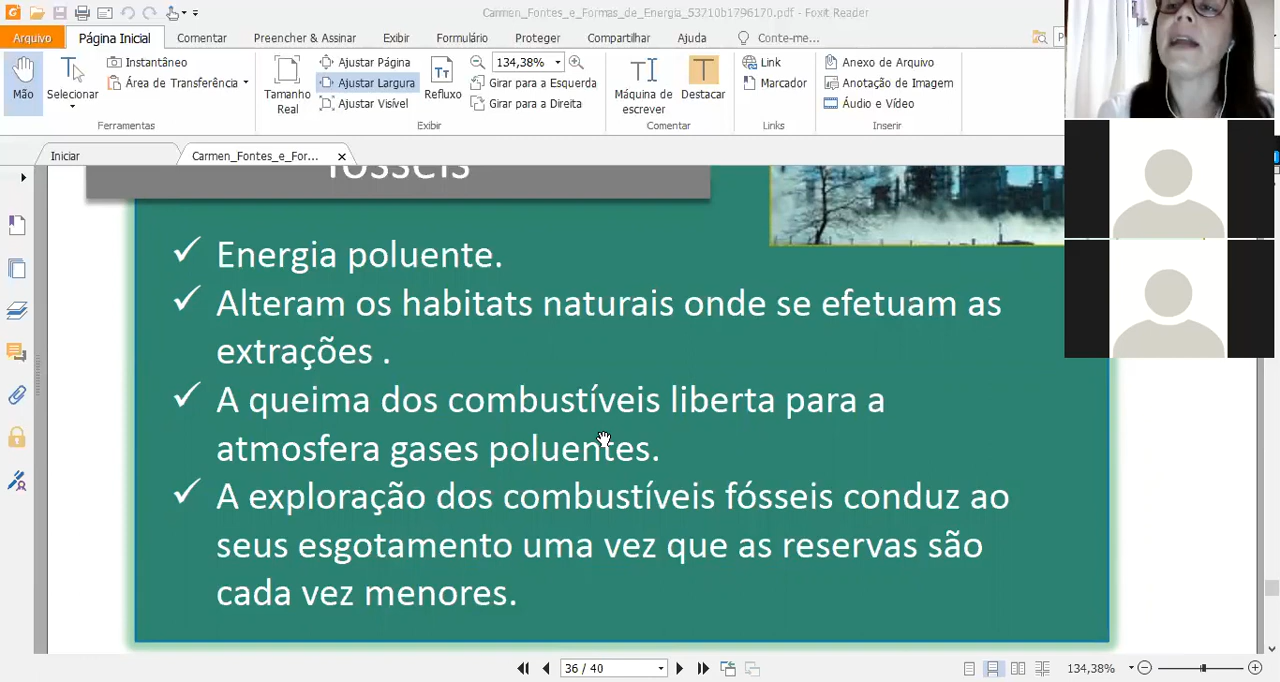 Carmen_Fontes_e_Formas_de_Energia_53710b1796170.pdf - Foxit Reader
Arquivo Página Inicial Comentar Preencher & Assinar Exibir Formulário Proteger Compartilhar Ajuda Conte-me...
Mão
Selecionar
Instantâneo
Área de Transferência
Ferramentas
Tamanho
Real
Ajustar Página
Ajustar Largura
Ajustar Visível
Refluxo
134,38%
Girar para a Esquerda
Girar para a Direita
Exibir
Máquina de
escrever
Destacar
Comentar
Link
Marcador
Links
Anexo de Arquivo
Anotação de Imagem
Áudio e Vídeo
Inserir
Iniciar
Carmen_Fontes_e_For...
fósseis
Energia poluente.
Alteram os habitats naturais onde se efetuam as
extrações .
A queima dos combustíveis liberta para a
atmosfera gases poluentes.
A exploração dos combustíveis fósseis conduz ao
seus esgotamento uma vez que as reservas são
cada vez menores.
36 / 40
134,38%